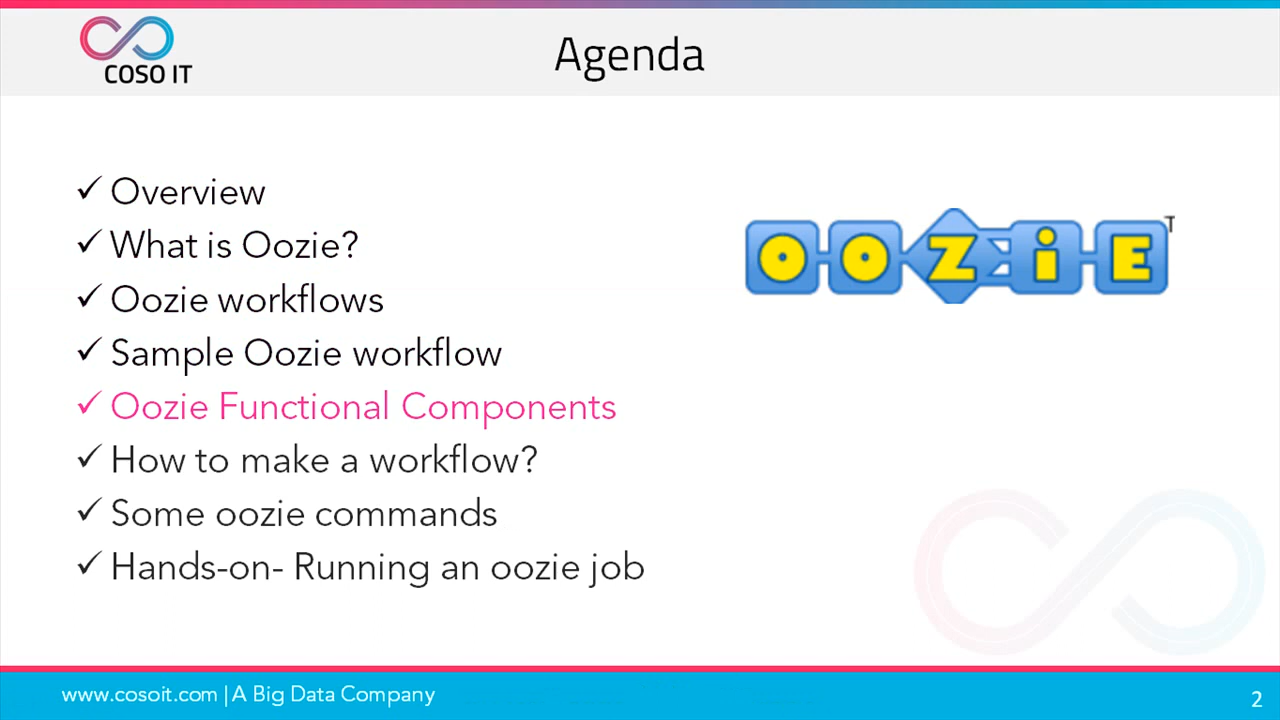 COSO IT
Agenda
✓ Overview
✓ What is Oozie?
✓ Oozie workflows
✓ Sample Oozie workflow
✓ Oozie Functional Components
✓ How to make a workflow?
✓ Some oozie commands
✓ Hands-on- Running an oozie job
OOZiE T
www.cosoit.com | A Big Data Company
2